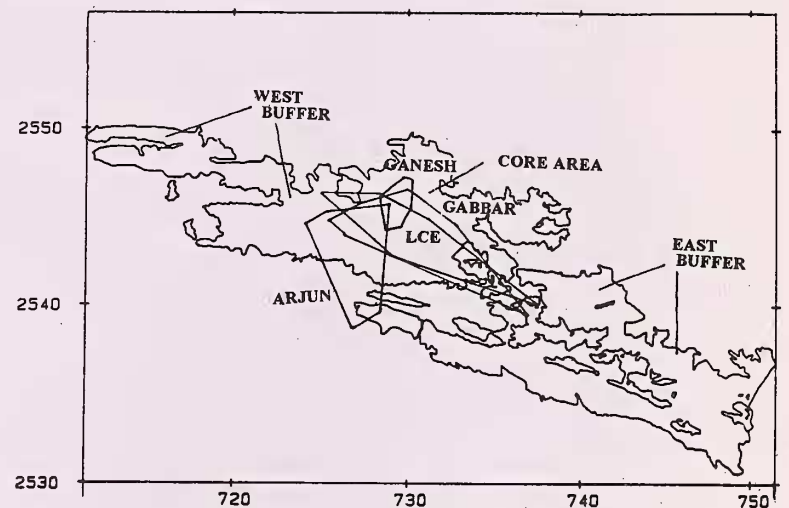 2550
2540
2530
720
730
740
750
WEST
BUFFER
GANESH
CORE AREA
GABBAR
LCE
EAST
BUFFER
ARJUN